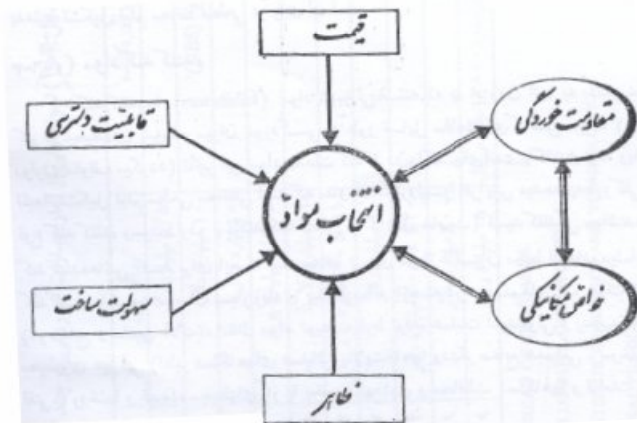 قیمت
مقاومت خوردگی
قابلیت دسترسی
انتخاب مواد
سهولت ساخت
خواص مکانیکی
ظاهر